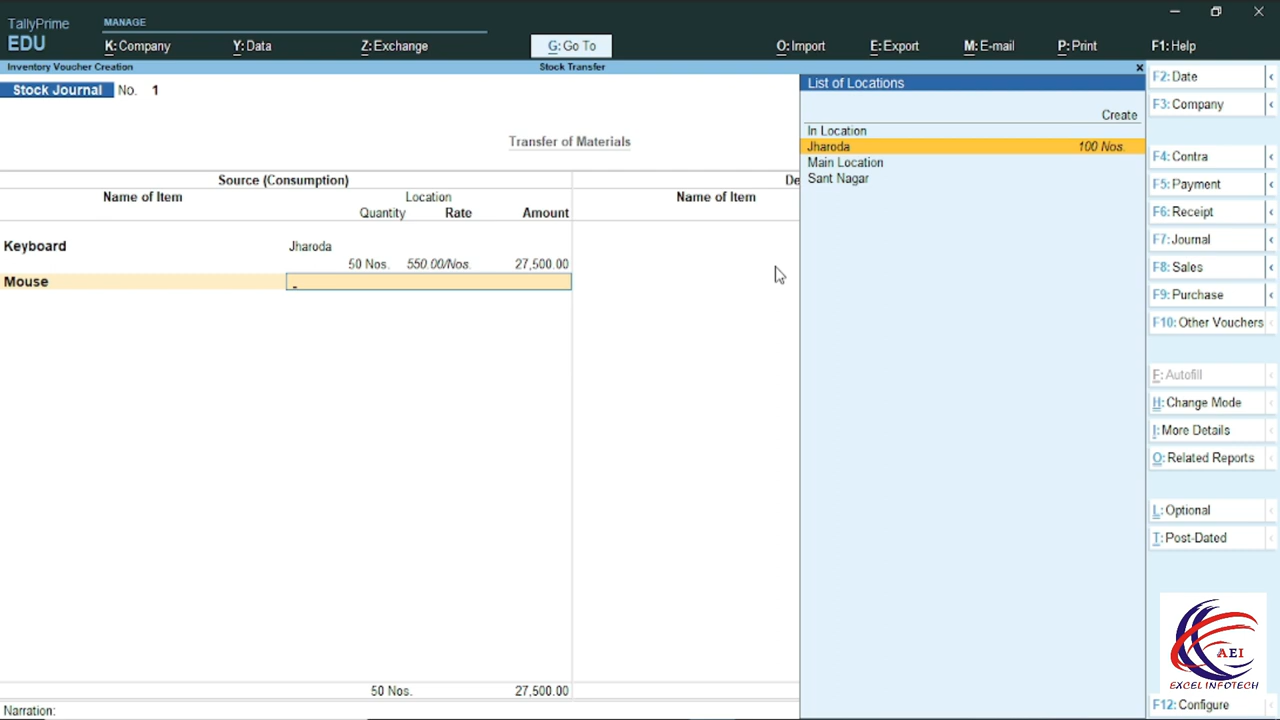 TallyPrime
EDU
MANAGE
K: Company
Y: Data
Z: Exchange
G: Go To
O: Import
E: Export
M: E-mail
P: Print
F1: Help
Inventory Voucher Creation
Stock Transfer
x
Stock Journal No. 1
Transfer of Materials
Source (Consumption)
De
Name of Item
Location
Name of Item
Quantity Rate Amount
Keyboard Jharoda
50 Nos. 550.00/Nos. 27,500.00
Mouse
50 Nos. 27,500.00
Narration:
List of Locations
Create
In Location
Jharoda 100 Nos.
Main Location
Sant Nagar
F2: Date
F3: Company
F4: Contra
F5: Payment
F6: Receipt
F7: Journal
F8: Sales
F9: Purchase
F10: Other Vouchers
F: Autofill
H: Change Mode
I: More Details
O: Related Reports
L: Optional
T: Post-Dated
AEI
EXCEL INFOTECH
F12: Configure